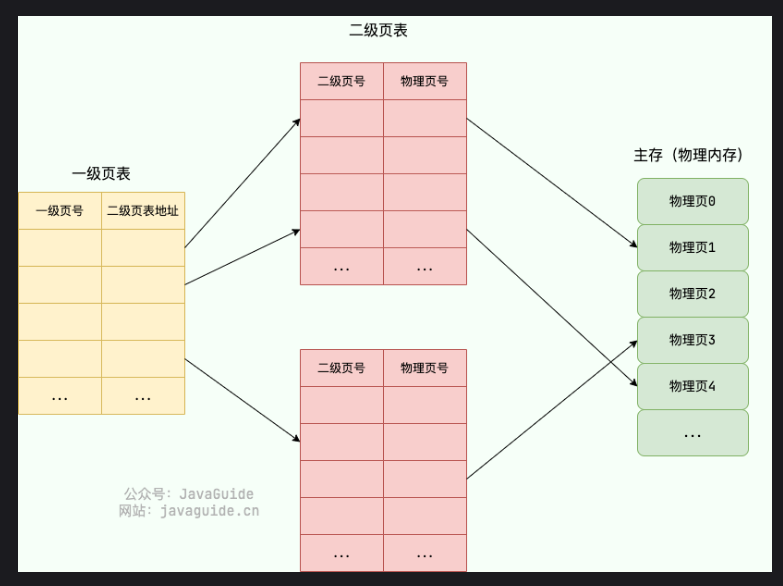 二级页表
二级页号 物理页号
... ...
一级页表
一级页号 二级页表地址
... ...
二级页号 物理页号
... ...
主存（物理内存）
物理页0
物理页1
物理页2
物理页3
物理页4
...
公众号：JavaGuide
网站：javaguide.cn